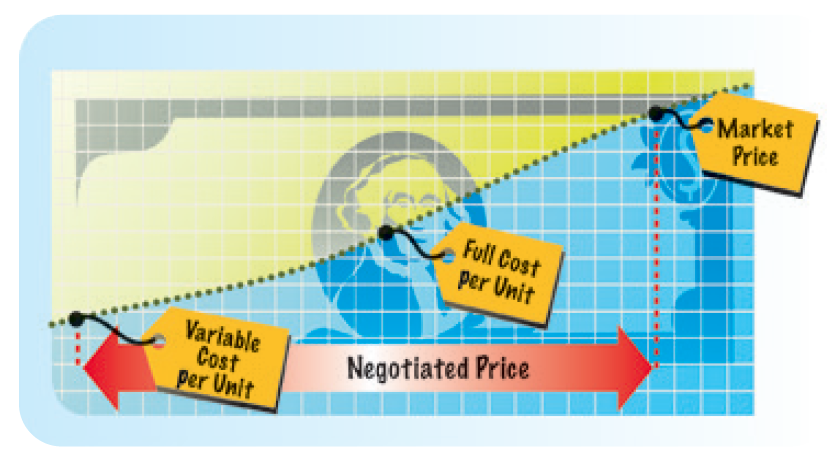 Market
Price
Full Cost
per Unit
Variable
Cost
per Unit
Negotiated Price